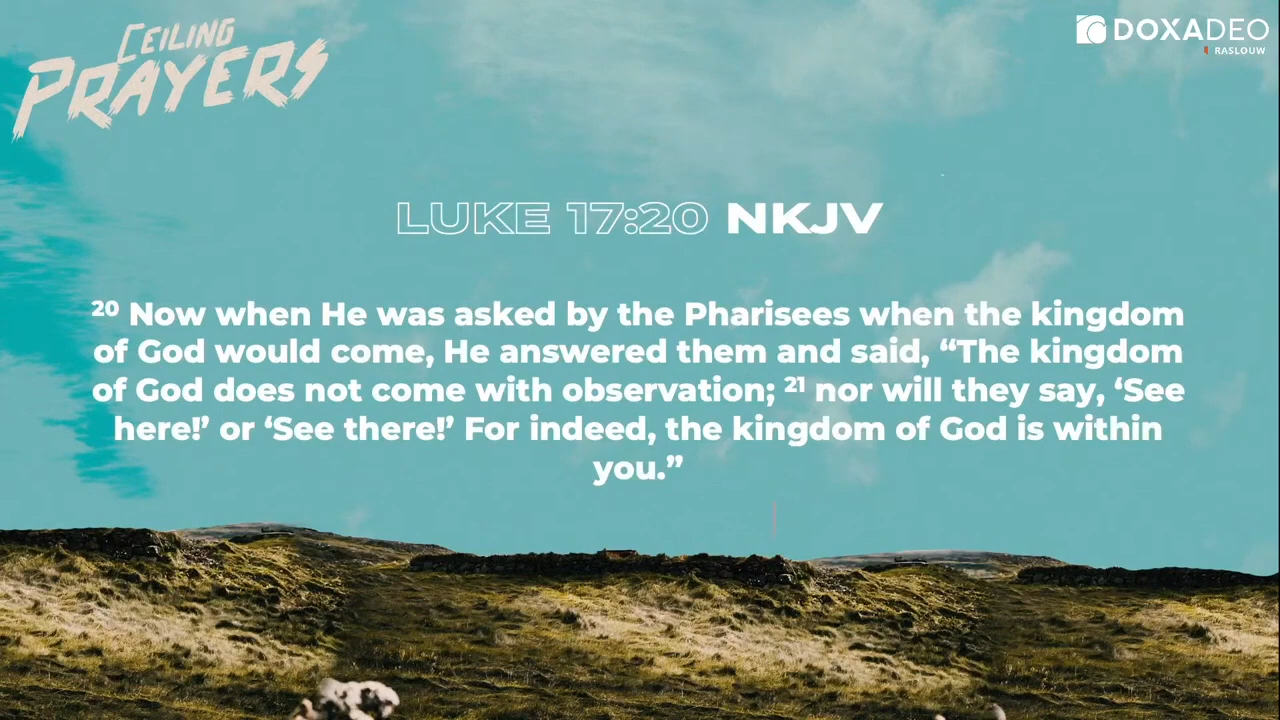 CEILING
PRAYERS
DOXADEO
RASLOUW
LUKE 17:20 NKJV
²⁰ Now when He was asked by the Pharisees when the kingdom
of God would come, He answered them and said, “The kingdom
of God does not come with observation; ²¹ nor will they say, ‘See
here!’ or ‘See there!’ For indeed, the kingdom of God is within
you.”